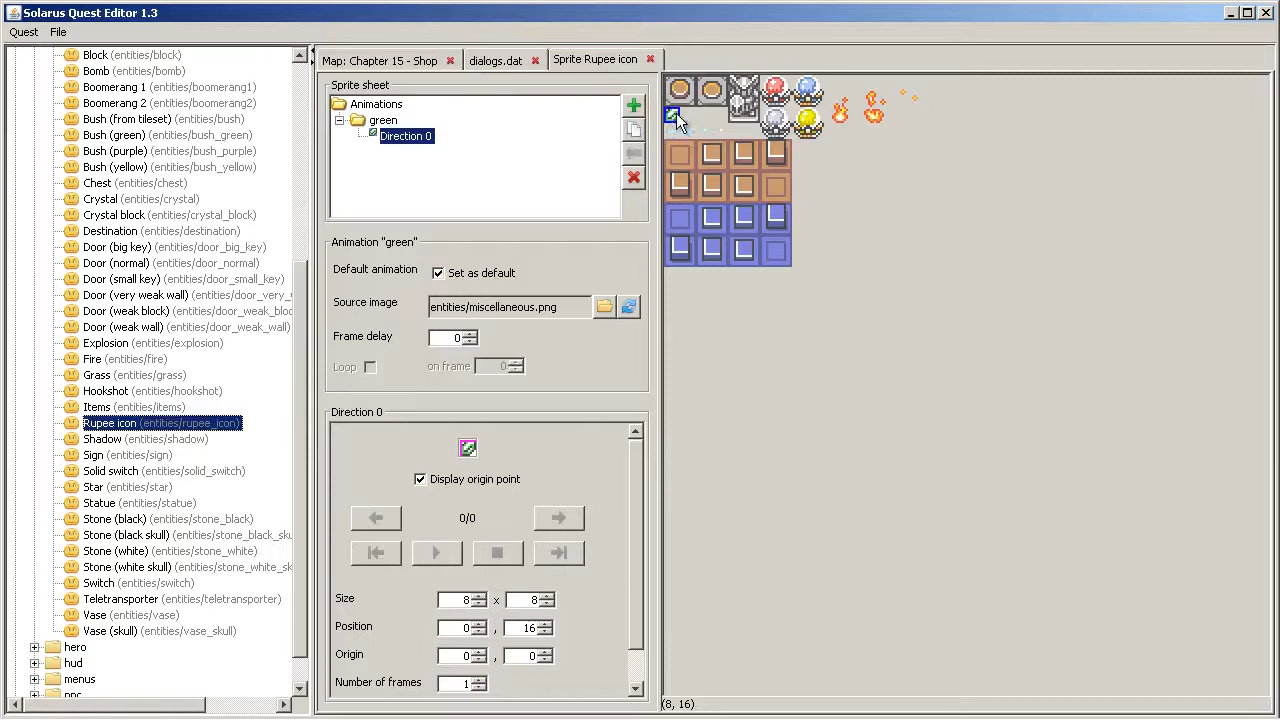 Solarus Quest Editor 1.3
Quest File
Block (entities/block)
Bomb (entities/bomb)
Boomerang 1 (entities/boomerang1)
Boomerang 2 (entities/boomerang2)
Bush (from tileset) (entities/bush)
Bush (green) (entities/bush_green)
Bush (purple) (entities/bush_purple)
Bush (yellow) (entities/bush_yellow)
Chest (entities/chest)
Crystal (entities/crystal)
Crystal block (entities/crystal_block)
Destination (entities/destination)
Door (big key) (entities/door_big_key)
Door (normal) (entities/door_normal)
Door (small key) (entities/door_small_key)
Door (very weak wall) (entities/door_very_
Door (weak block) (entities/door_weak_bloc
Door (weak wall) (entities/door_weak_wall)
Explosion (entities/explosion)
Fire (entities/fire)
Grass (entities/grass)
Hookshot (entities/hookshot)
Items (entities/items)
Rupee icon (entities/rupee_icon)
Shadow (entities/shadow)
Sign (entities/sign)
Solid switch (entities/solid_switch)
Star (entities/star)
Statue (entities/statue)
Stone (black) (entities/stone_black)
Stone (black skull) (entities/stone_black_sku
Stone (white) (entities/stone_white)
Stone (white skull) (entities/stone_white_sk
Switch (entities/switch)
Teletransporter (entities/teletransporter)
Vase (entities/vase)
Vase (skull) (entities/vase_skull)
hero
hud
menus
Map: Chapter 15 - Shop dialogs.dat Sprite Rupee icon
Sprite sheet
Animations
green
Direction 0
Animation "green"
Default animation Set as default
Source image entities/miscellaneous.png
Frame delay 0
Loop on frame 0
Direction 0
Display origin point
0/0
Size 8 x 8
Position 0 , 16
Origin 0 , 0
Number of frames 1
(8, 16)